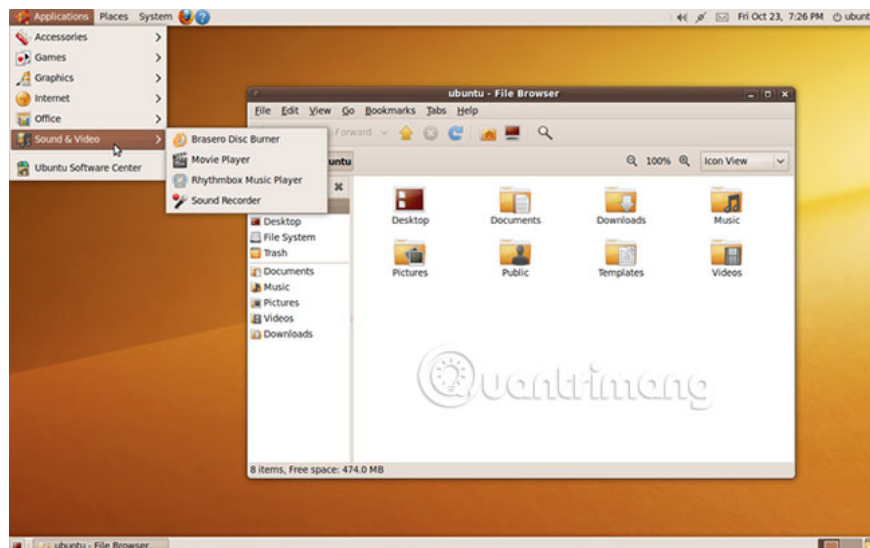 Applications Places System Fri Oct 23, 7:26 PM ubunt
Accessories
Games
Graphics
Internet
Office
Sound & Video
Ubuntu Software Center
Brasero Disc Burner
Movie Player
Rhythmbox Music Player
Sound Recorder
ubuntu - File Browser
File Edit View Go Bookmarks Tabs Help
Forward
untu 100% Icon View
Desktop
File System
Trash
Documents
Music
Pictures
Videos
Downloads
Desktop Documents Downloads Music
Pictures Public Templates Videos
Quantrimang
8 items, Free space: 474.0 MB
ubuntu - File Browser